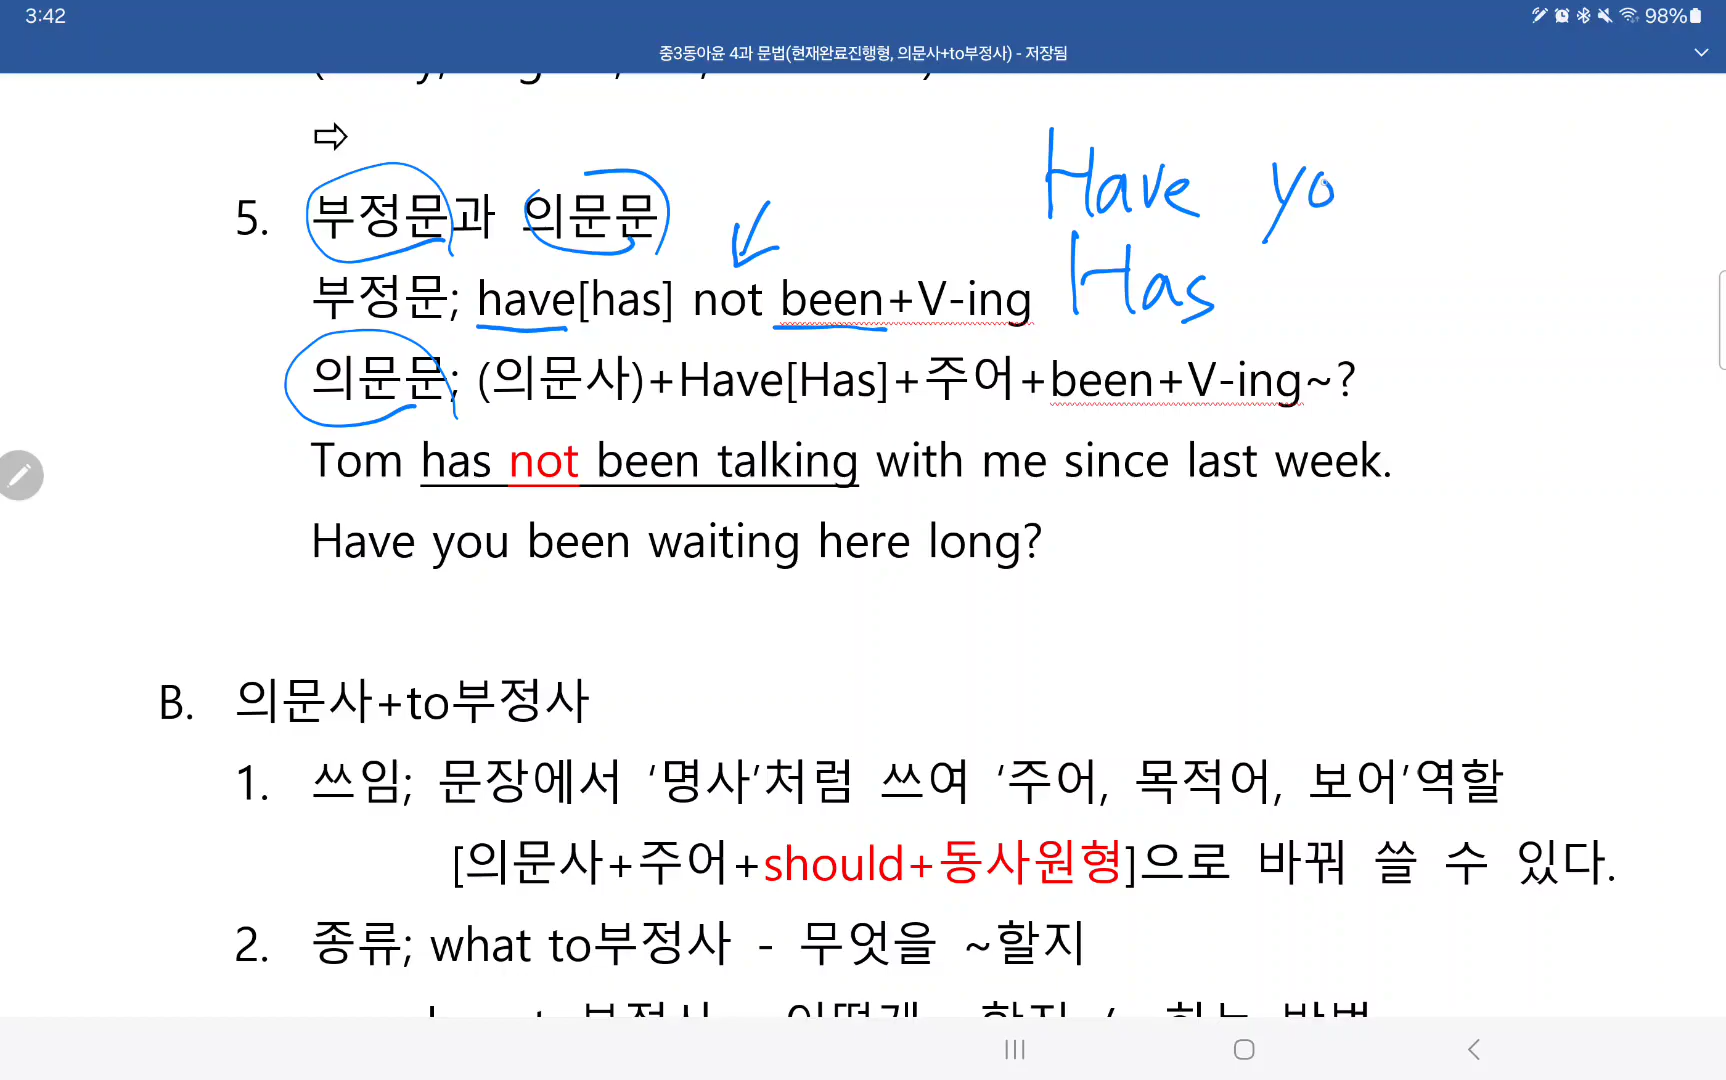 3:42
98%
중3동아윤 4과 문법(현재완료진행형, 의문사+to부정사) - 저장됨
⇨
Have yo
5. 부정문과 의문문
Has
부정문; have[has] not been+V-ing
의문문; (의문사)+Have[Has]+주어+been+V-ing~?
Tom has not been talking with me since last week.
Have you been waiting here long?
B. 의문사+to부정사
1. 쓰임; 문장에서 ‘명사’처럼 쓰여 ‘주어, 목적어, 보어’역할
[의문사+주어+should+동사원형]으로 바꿔 쓸 수 있다.
2. 종류; what to부정사 - 무엇을 ~할지